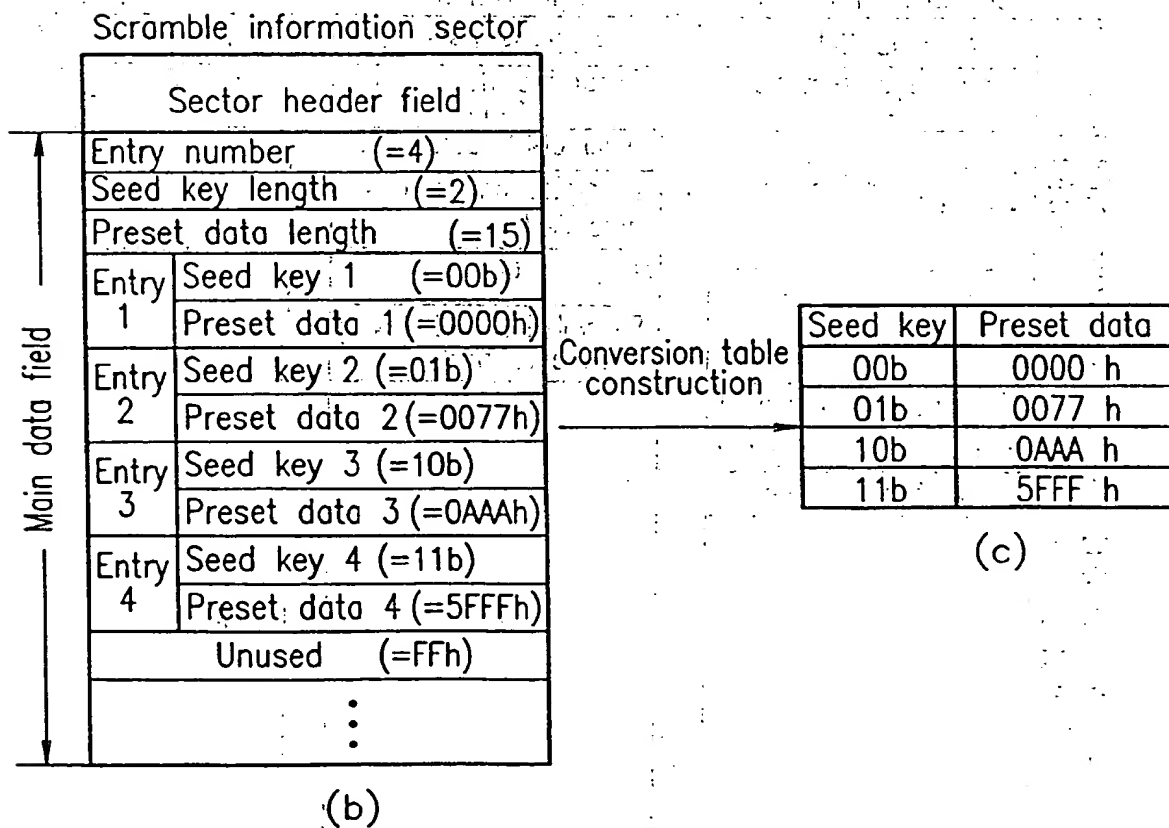 Scramble information sector
Sector header field
Entry number (=4)
Seed key length (=2)
Preset data length (=15)
Entry 1
Seed key 1 (=00b)
Preset data 1 (=0000h)
Entry 2
Seed key 2 (=01b)
Preset data 2 (=0077h)
Entry 3
Seed key 3 (=10b)
Preset data 3 (=0AAAh)
Entry 4
Seed key 4 (=11b)
Preset data 4 (=5FFFh)
Unused (=FFh)
Main data field
(b)
Conversion table
construction
Seed key Preset data
00b 0000 h
01b 0077 h
10b 0AAA h
11b 5FFF h
(c)